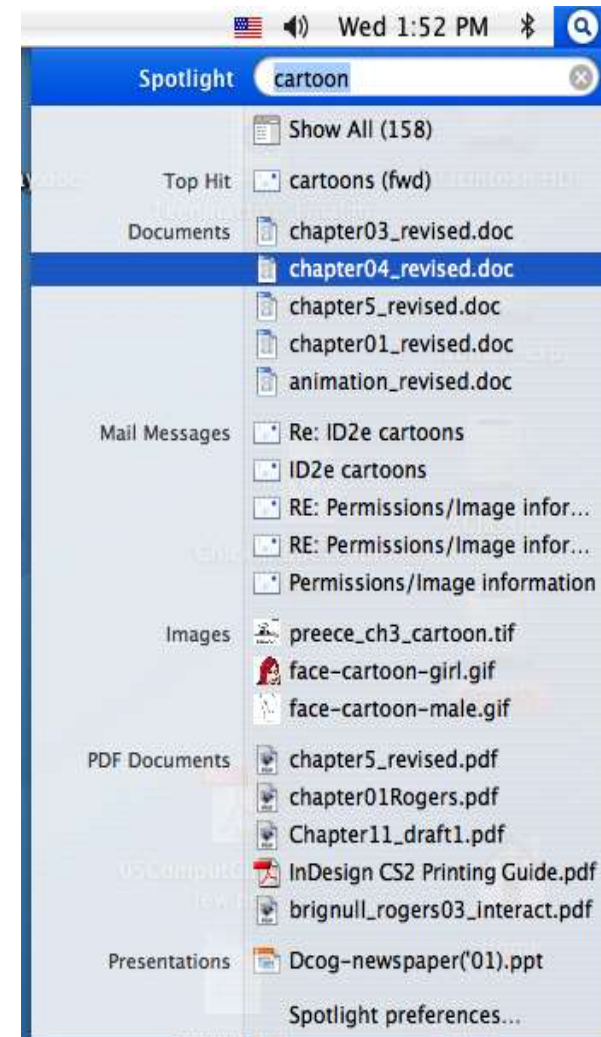 Wed 1:52 PM
Spotlight cartoon
Show All (158)
Top Hit cartoons (fwd)
Documents chapter03_revised.doc
chapter04_revised.doc
chapter5_revised.doc
chapter01_revised.doc
animation_revised.doc
Mail Messages Re: ID2e cartoons
ID2e cartoons
RE: Permissions/Image infor...
RE: Permissions/Image infor...
Permissions/Image information
Images preece_ch3_cartoon.tif
face-cartoon-girl.gif
face-cartoon-male.gif
PDF Documents chapter5_revised.pdf
chapter01Rogers.pdf
Chapter11_draft1.pdf
InDesign CS2 Printing Guide.pdf
brignull_rogers03_interact.pdf
Presentations Dcog-newspaper('01).ppt
Spotlight preferences...